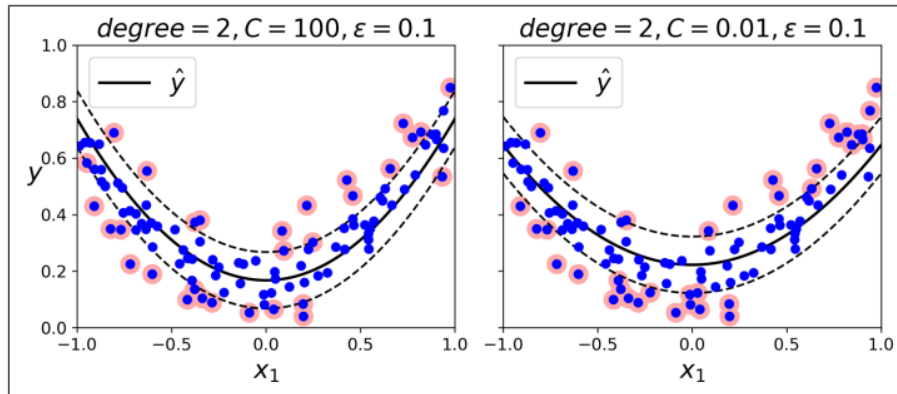 degree = 2, C = 100, ε = 0.1
ŷ
y
1.0
0.8
0.6
0.4
0.2
0.0
−1.0 −0.5 0.0 0.5 1.0
x₁
degree = 2, C = 0.01, ε = 0.1
ŷ
−1.0 −0.5 0.0 0.5 1.0
x₁